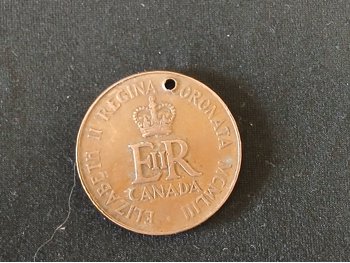 ELIZABETH II REGINA CORONATA MCMLIII
EIIR
CANADA